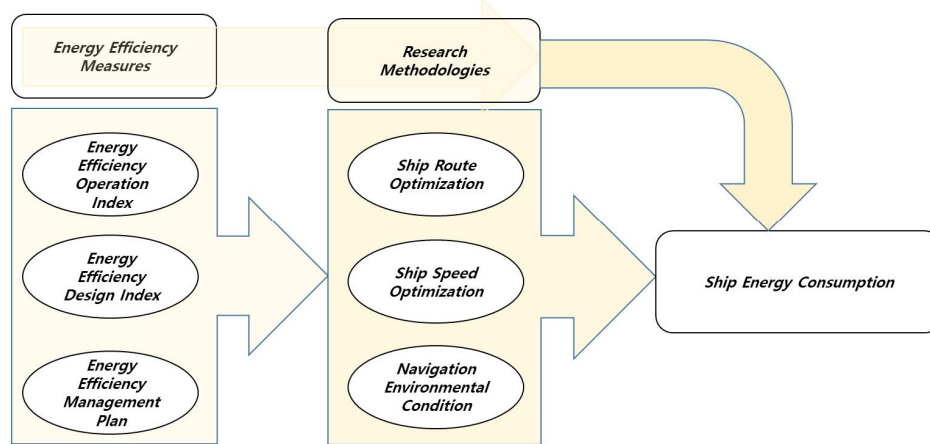 Energy Efficiency
Measures
Research
Methodologies
Energy
Efficiency
Operation
Index
Energy
Efficiency
Design Index
Energy
Efficiency
Management
Plan
Ship Route
Optimization
Ship Speed
Optimization
Navigation
Environmental
Condition
Ship Energy Consumption